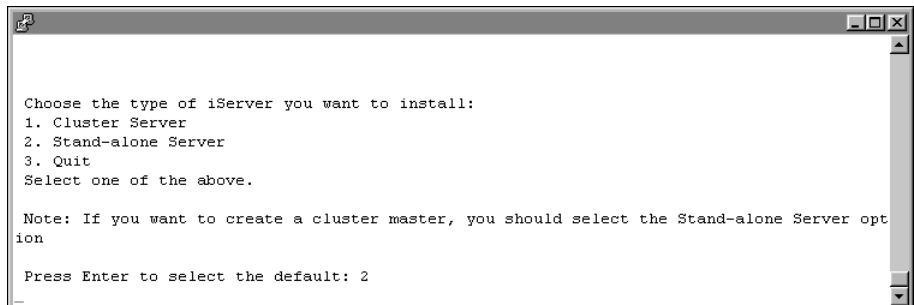 Choose the type of iServer you want to install:
1. Cluster Server
2. Stand-alone Server
3. Quit
Select one of the above.
Note: If you want to create a cluster master, you should select the Stand-alone Server opt
ion
Press Enter to select the default: 2